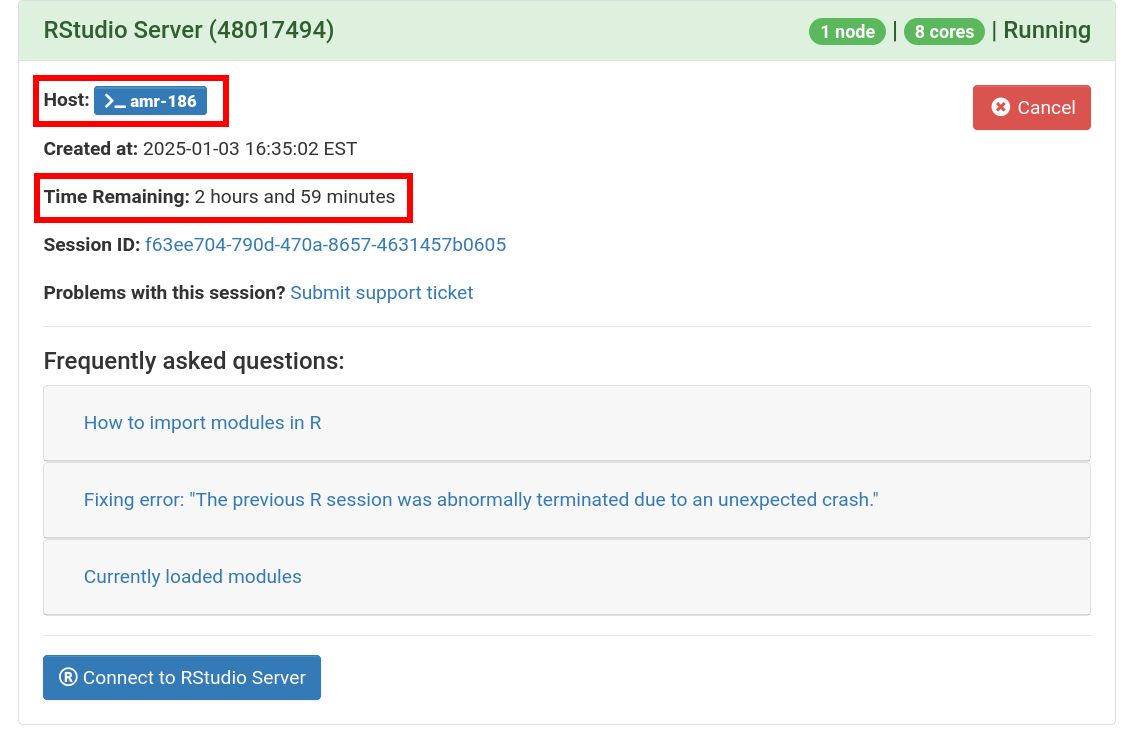 RStudio Server (48017494) 1 node | 8 cores | Running
Host: >_ amr-186
Cancel
Created at: 2025-01-03 16:35:02 EST
Time Remaining: 2 hours and 59 minutes
Session ID: f63ee704-790d-470a-8657-4631457b0605
Problems with this session? Submit support ticket
Frequently asked questions:
How to import modules in R
Fixing error: "The previous R session was abnormally terminated due to an unexpected crash."
Currently loaded modules
® Connect to RStudio Server